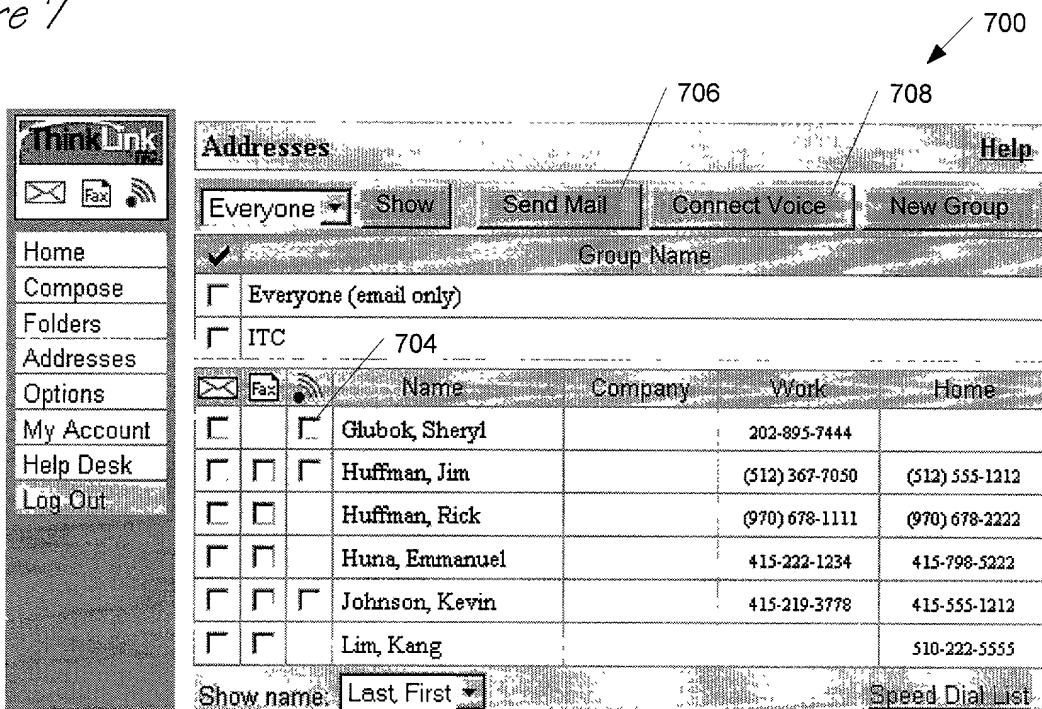 re 7
700
706
708
ThinkLink
Fax
Home
Compose
Folders
Addresses
Options
My Account
Help Desk
Log Out
Addresses Help
Everyone Show Send Mail Connect Voice New Group
Group Name
Everyone (email only)
ITC
704
Fax Name Company Work Home
Glubok, Sheryl 202-895-7444
Huffman, Jim (512) 367-7050 (512) 555-1212
Huffman, Rick (970) 678-1111 (970) 678-2222
Huna, Emmanuel 415-222-1234 415-798-5222
Johnson, Kevin 415-219-3778 415-555-1212
Lim, Kang 510-222-5555
Show name: Last, First Speed Dial List